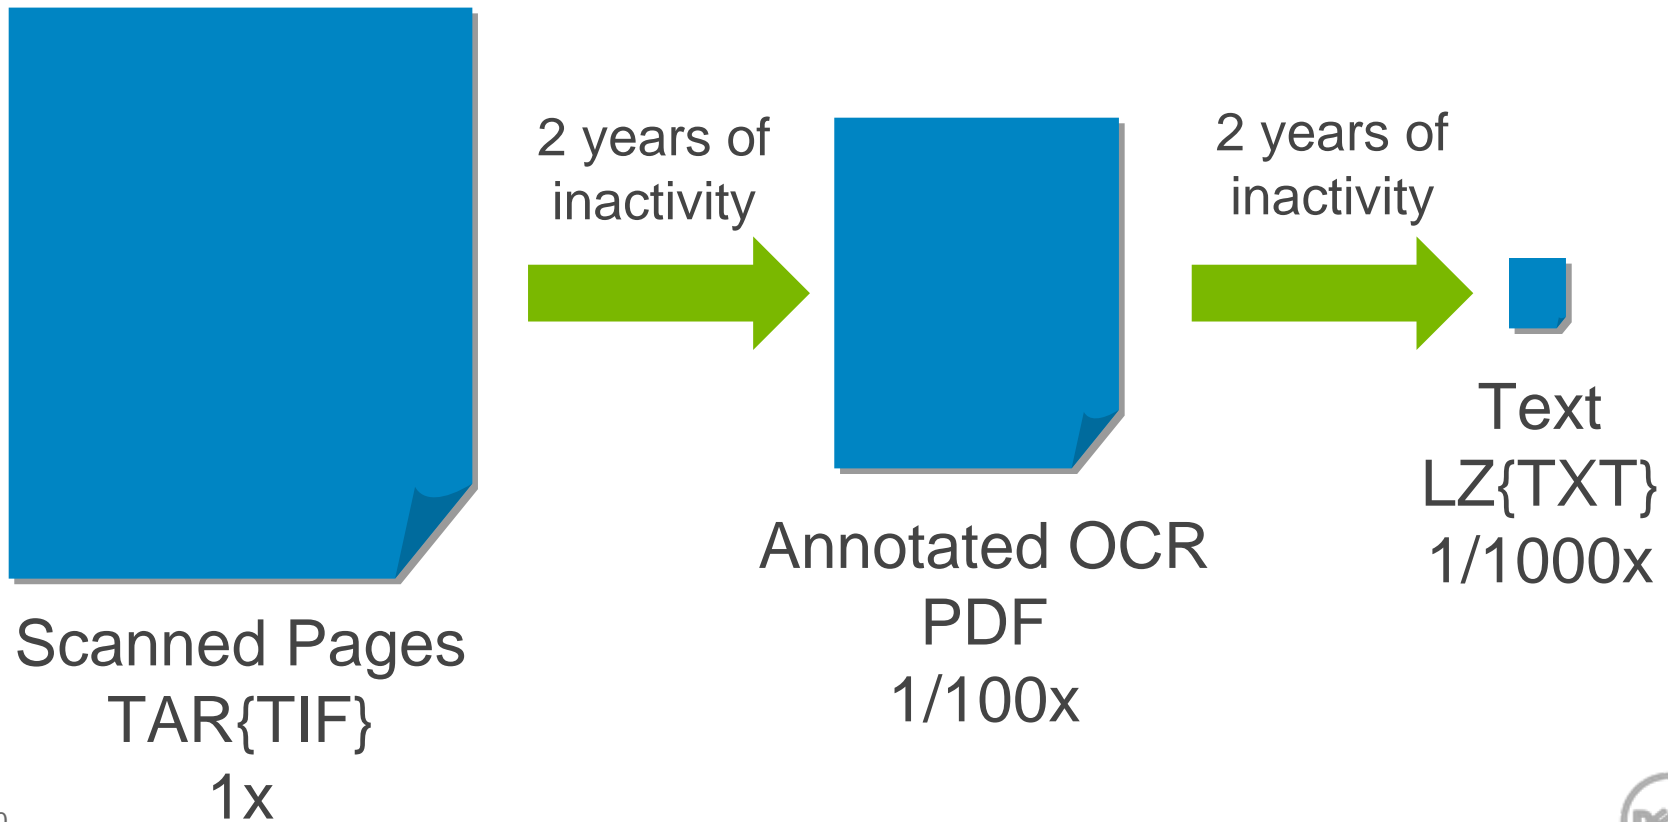 2 years of
inactivity
2 years of
inactivity
Scanned Pages
TAR{TIF}
1x
Annotated OCR
PDF
1/100x
Text
LZ{TXT}
1/1000x